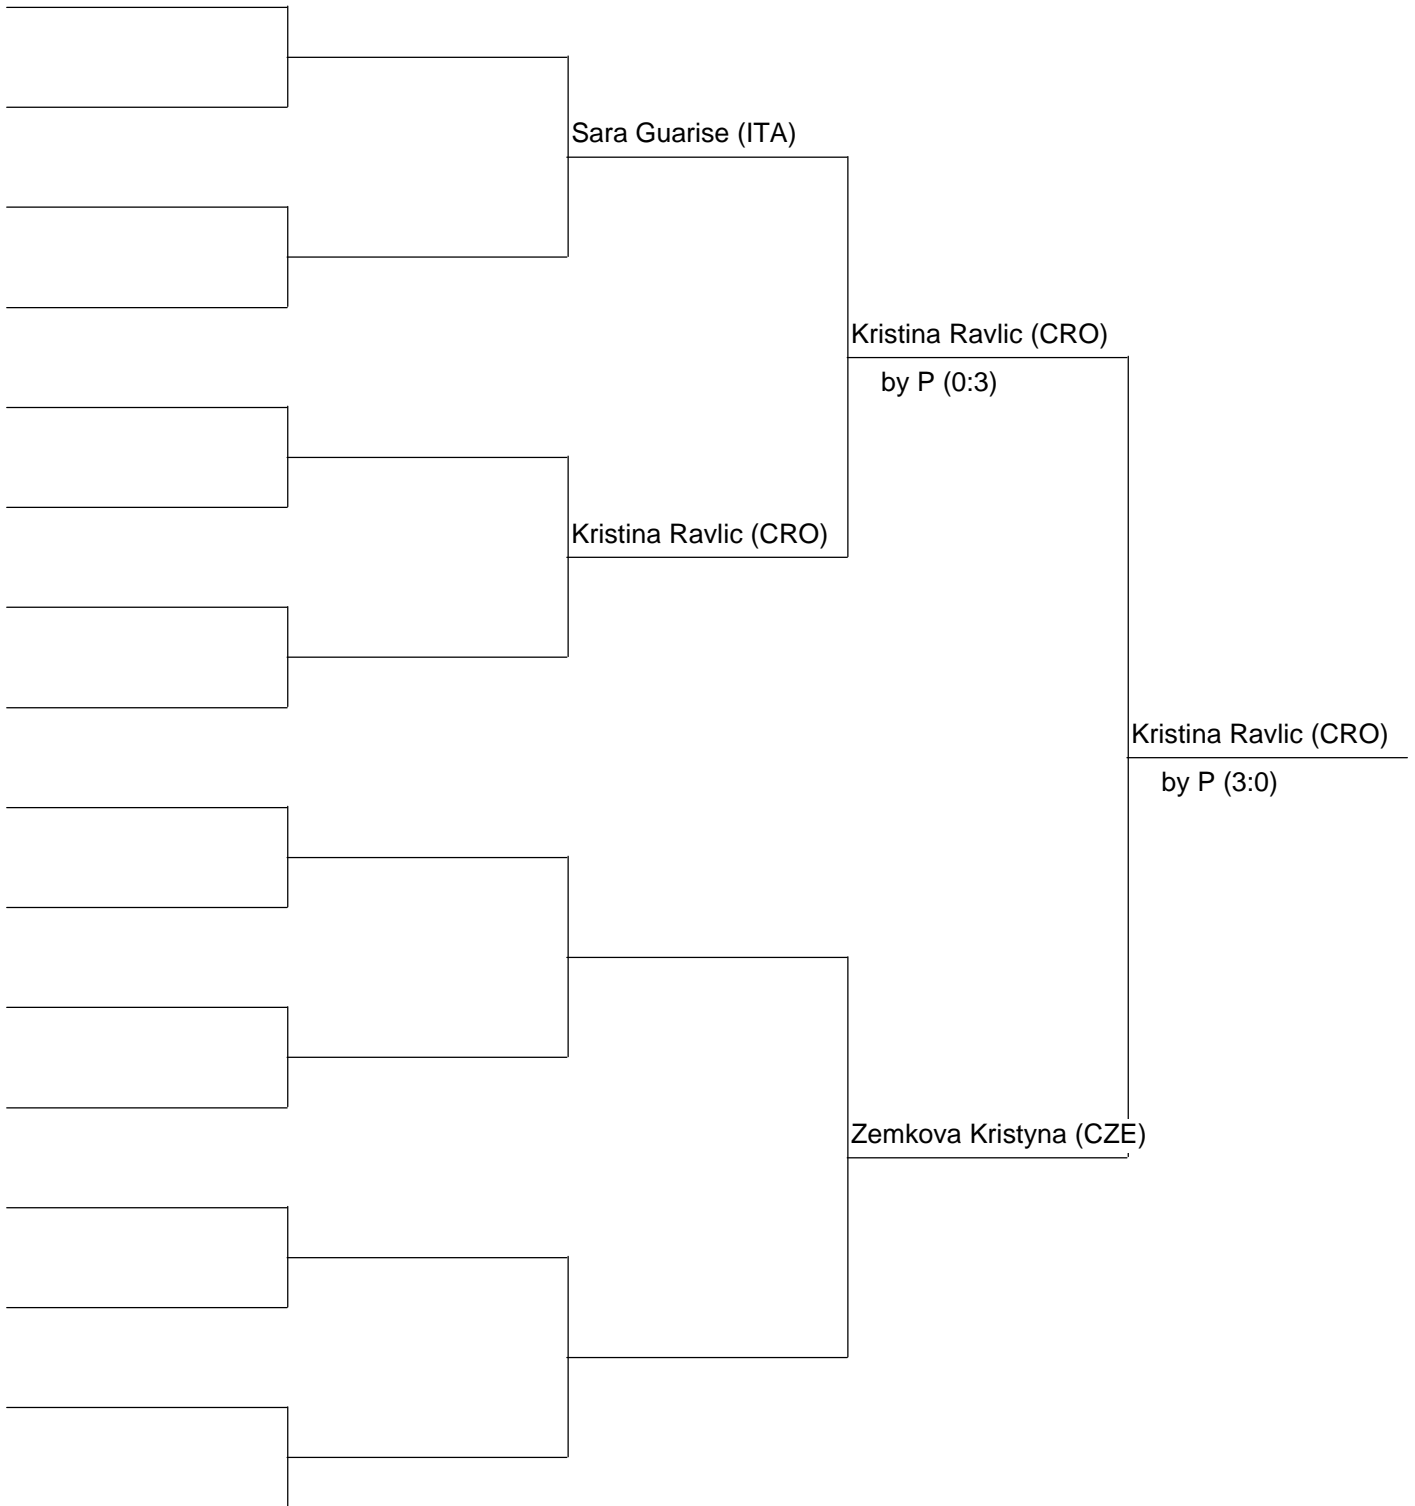 Sara Guarise (ITA)
Kristina Ravlic (CRO)
by P (0:3)
Kristina Ravlic (CRO)
Kristina Ravlic (CRO)
by P (3:0)
Zemkova Kristyna (CZE)